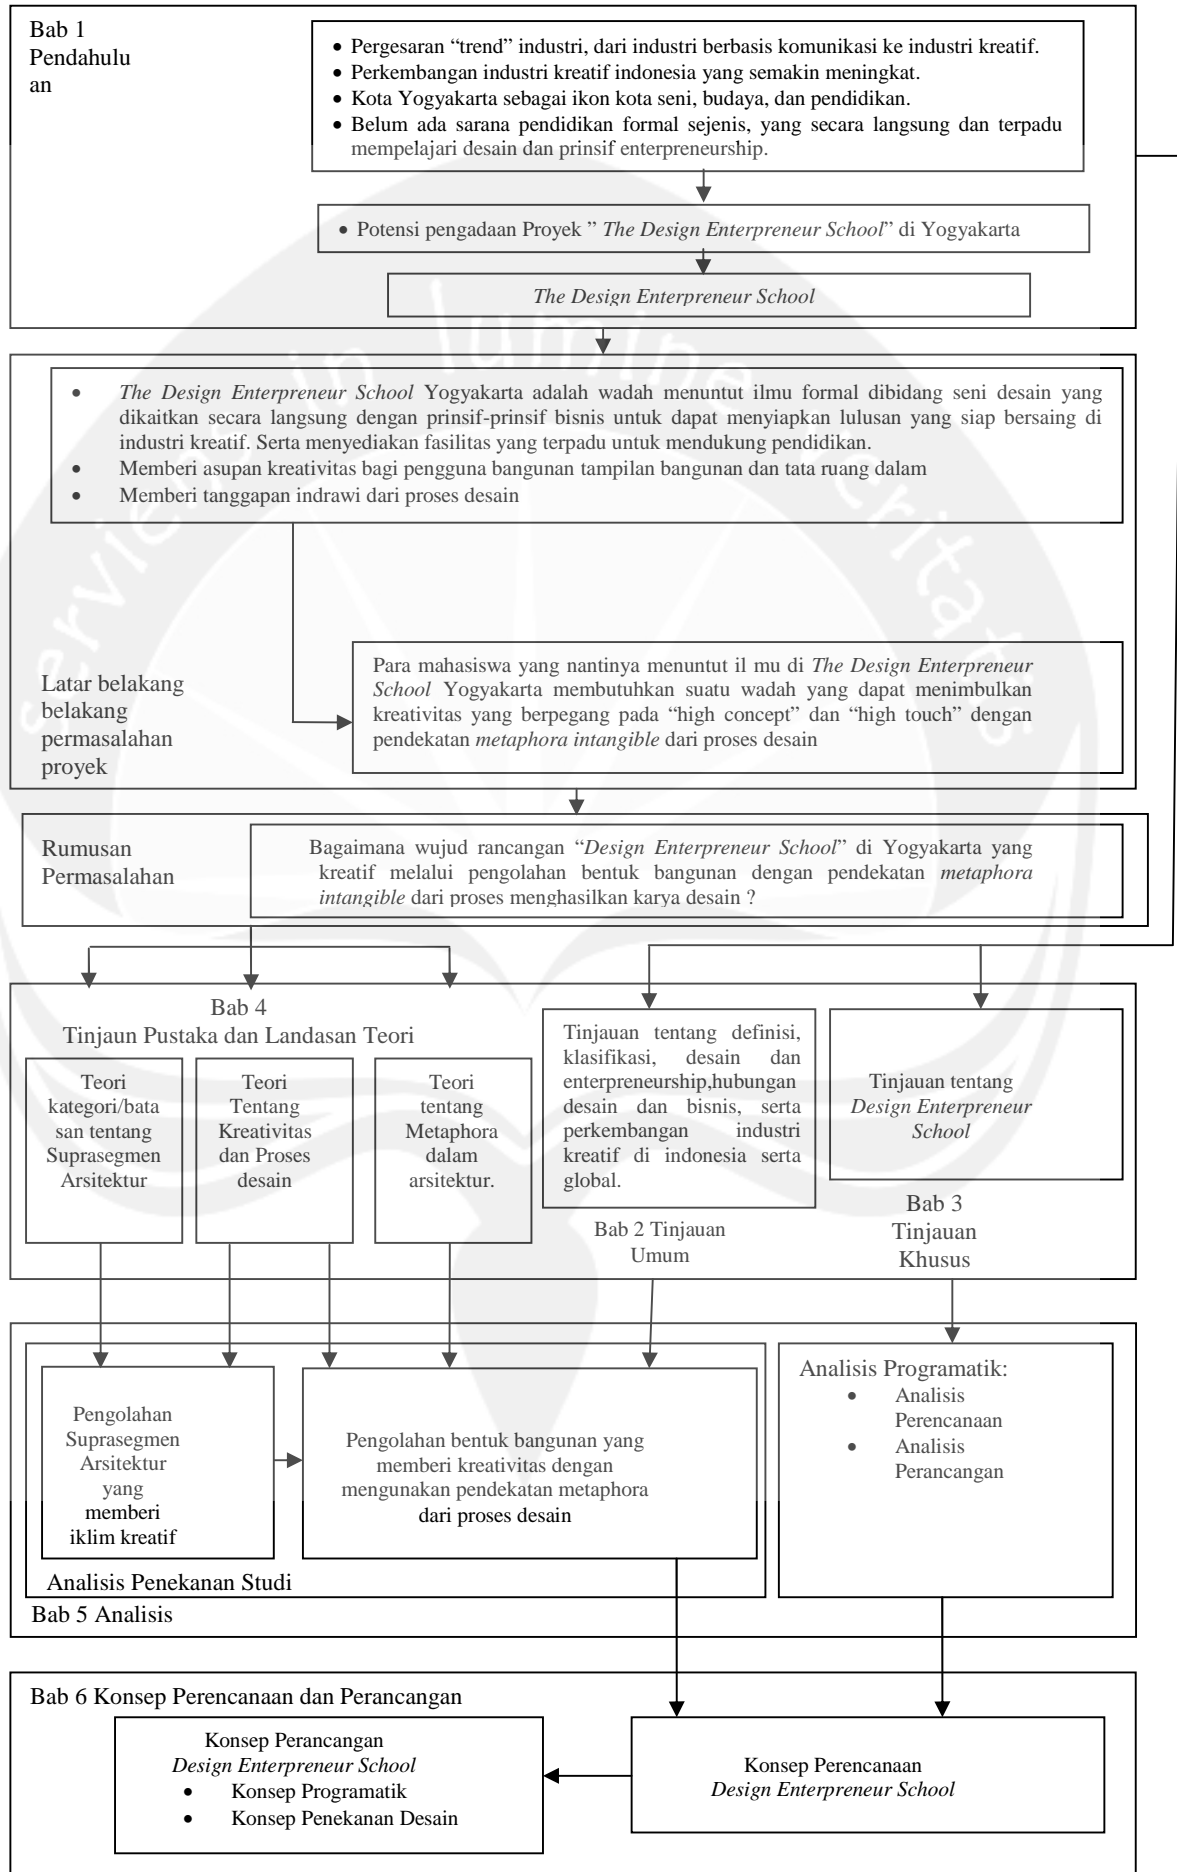 Bab 1
Pendahulu
an
• Pergesaran “trend” industri, dari industri berbasis komunikasi ke industri kreatif.
• Perkembangan industri kreatif indonesia yang semakin meningkat.
• Kota Yogyakarta sebagai ikon kota seni, budaya, dan pendidikan.
• Belum ada sarana pendidikan formal sejenis, yang secara langsung dan terpadu
mempelajari desain dan prinsif enterpreneurship.
• Potensi pengadaan Proyek ” The Design Enterpreneur School” di Yogyakarta
The Design Enterpreneur School
serviens in lumine veritatis
• The Design Enterpreneur School Yogyakarta adalah wadah menuntut ilmu formal dibidang seni desain yang
dikaitkan secara langsung dengan prinsif-prinsif bisnis untuk dapat menyiapkan lulusan yang siap bersaing di
industri kreatif. Serta menyediakan fasilitas yang terpadu untuk mendukung pendidikan.
• Memberi asupan kreativitas bagi pengguna bangunan tampilan bangunan dan tata ruang dalam
• Memberi tanggapan indrawi dari proses desain
Latar belakang
belakang
permasalahan
proyek
Para mahasiswa yang nantinya menuntut il mu di The Design Enterpreneur
School Yogyakarta membutuhkan suatu wadah yang dapat menimbulkan
kreativitas yang berpegang pada “high concept” dan “high touch” dengan
pendekatan metaphora intangible dari proses desain
Rumusan
Permasalahan
Bagaimana wujud rancangan “Design Enterpreneur School” di Yogyakarta yang
kreatif melalui pengolahan bentuk bangunan dengan pendekatan metaphora
intangible dari proses menghasilkan karya desain ?
Bab 4
Tinjaun Pustaka dan Landasan Teori
Teori
kategori/bata
san tentang
Suprasegmen
Arsitektur
Teori
Tentang
Kreativitas
dan Proses
desain
Teori
tentang
Metaphora
dalam
arsitektur.
Tinjauan tentang definisi,
klasifikasi, desain dan
enterpreneurship,hubungan
desain dan bisnis, serta
perkembangan industri
kreatif di indonesia serta
global.
Bab 2 Tinjauan
Umum
Tinjauan tentang
Design Enterpreneur
School
Bab 3
Tinjauan
Khusus
Pengolahan
Suprasegmen
Arsitektur
yang
memberi
iklim kreatif
Pengolahan bentuk bangunan yang
memberi kreativitas dengan
mengunakan pendekatan metaphora
dari proses desain
Analisis Programatik:
• Analisis
Perencanaan
• Analisis
Perancangan
Analisis Penekanan Studi
Bab 5 Analisis
Bab 6 Konsep Perencanaan dan Perancangan
Konsep Perancangan
Design Enterpreneur School
• Konsep Programatik
• Konsep Penekanan Desain
Konsep Perencanaan
Design Enterpreneur School